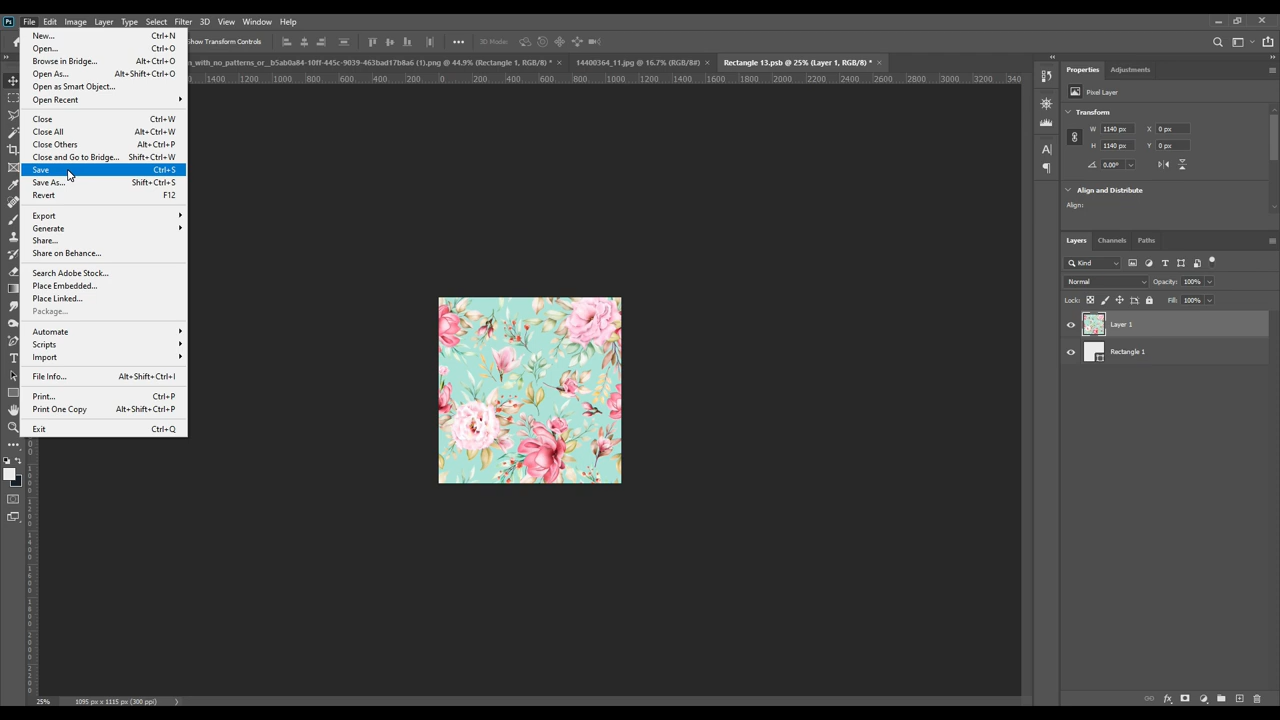 Ps File Edit Image Layer Type Select Filter 3D View Window Help
Show Transform Controls 3D Mode:
n_with_no_patterns_or_b5ab0a84-10ff-445c-9039-463bad17b8a6 (1).png @ 44.9% (Rectangle 1, RGB/8) * × 14400364_11.jpg @ 16.7% (RGB/8#) × Rectangle 13.psb @ 25% (Layer 1, RGB/8) * ×
1400 1200 1000 800 600 400 200 0 200 400 600 800 1000 1200 1400 1600 1800 2000 2200 2400 2600 2800 3000 3200 340
New... Ctrl+N
Open... Ctrl+O
Browse in Bridge... Alt+Ctrl+O
Open As... Alt+Shift+Ctrl+O
Open as Smart Object...
Open Recent
Close Ctrl+W
Close All Alt+Ctrl+W
Close Others Alt+Ctrl+P
Close and Go to Bridge... Shift+Ctrl+W
Save Ctrl+S
Save As... Shift+Ctrl+S
Revert F12
Export
Generate
Share...
Share on Behance...
Search Adobe Stock...
Place Embedded...
Place Linked...
Package...
Automate
Scripts
Import
File Info... Alt+Shift+Ctrl+I
Print... Ctrl+P
Print One Copy Alt+Shift+Ctrl+P
Exit Ctrl+Q
Properties Adjustments
Pixel Layer
Transform
W 1140 px X 0 px
H 1140 px Y 0 px
0.00°
Align and Distribute
Align:
Layers Channels Paths
Kind
Normal Opacity: 100%
Lock: Fill: 100%
Layer 1
Rectangle 1
25% 1095 px x 1115 px (300 ppi)